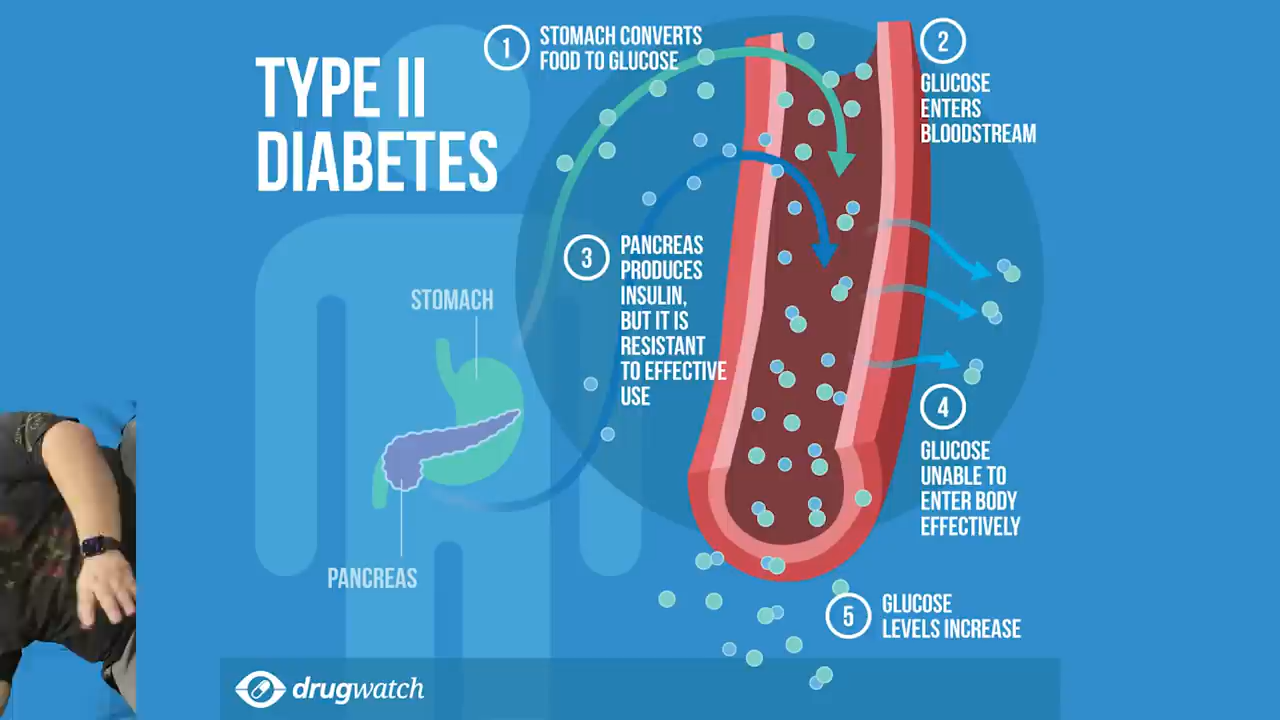 TYPE II
DIABETES
1
STOMACH CONVERTS
FOOD TO GLUCOSE
2
GLUCOSE
ENTERS
BLOODSTREAM
3
PANCREAS
PRODUCES
INSULIN,
BUT IT IS
RESISTANT
TO EFFECTIVE
USE
STOMACH
PANCREAS
4
GLUCOSE
UNABLE TO
ENTER BODY
EFFECTIVELY
5
GLUCOSE
LEVELS INCREASE
drugwatch